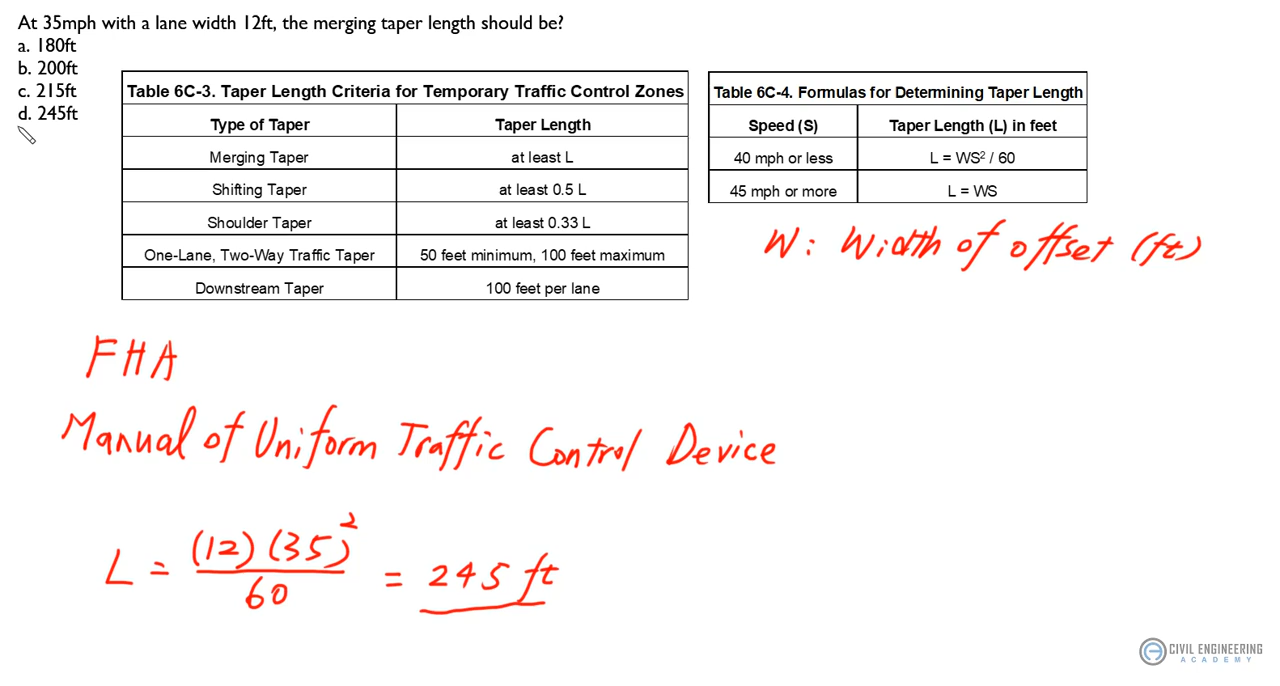 At 35mph with a lane width 12ft, the merging taper length should be?
a. 180ft
b. 200ft
c. 215ft
d. 245ft
Table 6C-3. Taper Length Criteria for Temporary Traffic Control Zones
Type of Taper Taper Length
Merging Taper at least L
Shifting Taper at least 0.5 L
Shoulder Taper at least 0.33 L
One-Lane, Two-Way Traffic Taper 50 feet minimum, 100 feet maximum
Downstream Taper 100 feet per lane
Table 6C-4. Formulas for Determining Taper Length
Speed (S) Taper Length (L) in feet
40 mph or less L = WS² / 60
45 mph or more L = WS
W: Width of offset (ft)
FHA
Manual of Uniform Traffic Control Device
L = (12)(35)² / 60 = 245 ft
CIVIL ENGINEERING
ACADEMY